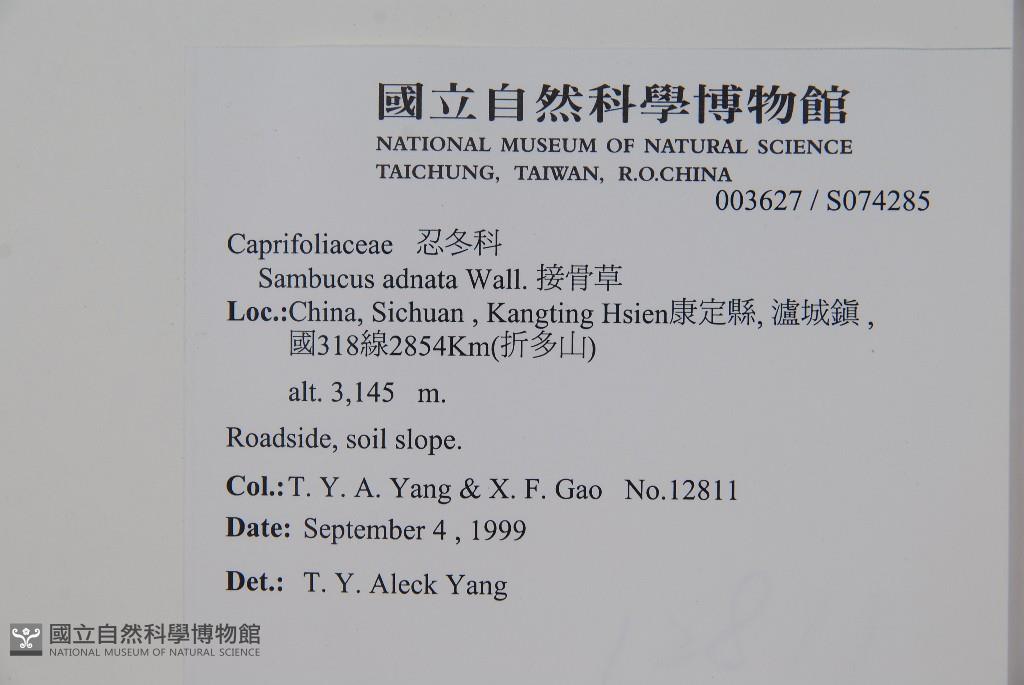 國立自然科學博物館
NATIONAL MUSEUM OF NATURAL SCIENCE
TAICHUNG, TAIWAN, R.O.CHINA
003627 / S074285
Caprifoliaceae 忍冬科
Sambucus adnata Wall. 接骨草
Loc.:China, Sichuan , Kangting Hsien康定縣, 瀘城鎮 ,
國318線2854Km(折多山)
alt. 3,145 m.
Roadside, soil slope.
Col.: T. Y. A. Yang & X. F. Gao No.12811
Date: September 4 , 1999
Det.: T. Y. Aleck Yang
國立自然科學博物館
NATIONAL MUSEUM OF NATURAL SCIENCE